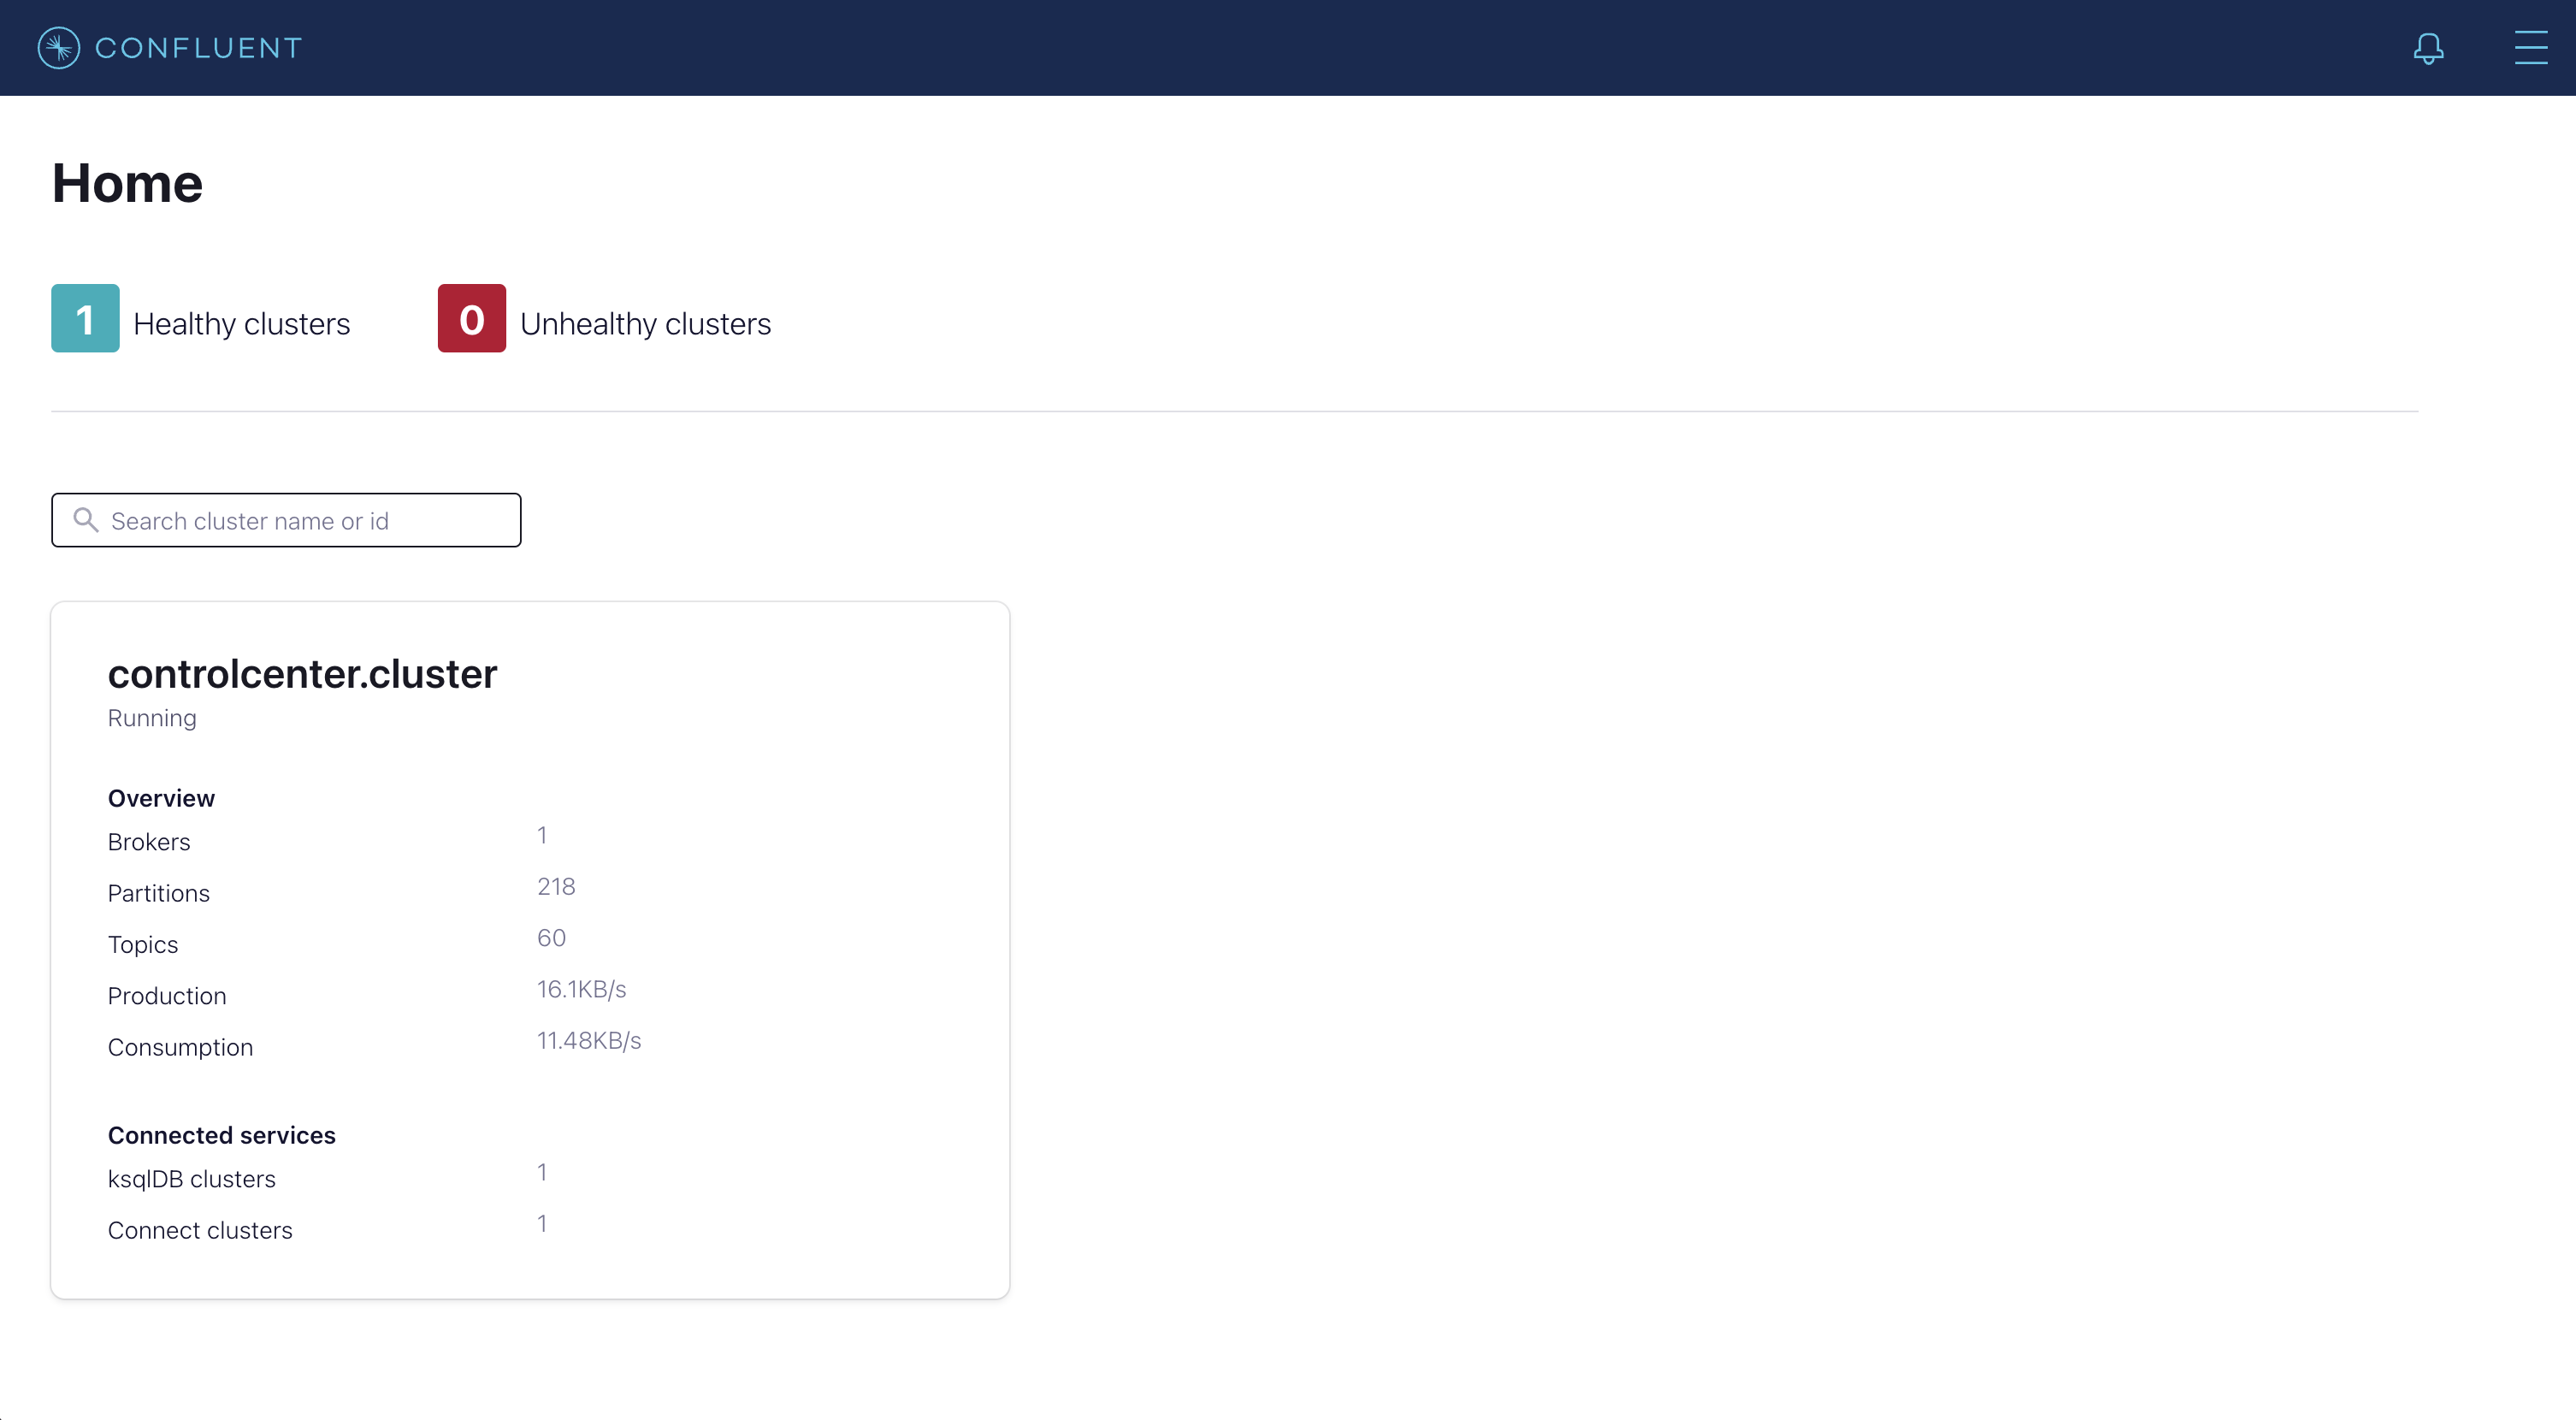 CONFLUENT
Home
1 Healthy clusters 0 Unhealthy clusters
Search cluster name or id
controlcenter.cluster
Running
Overview
Brokers 1
Partitions 218
Topics 60
Production 16.1KB/s
Consumption 11.48KB/s
Connected services
ksqlDB clusters 1
Connect clusters 1